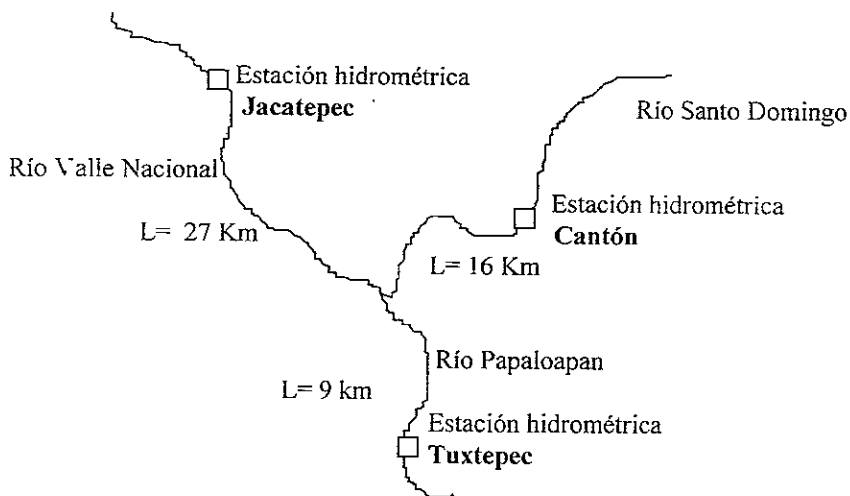 Estación hidrométrica
Jacatepec
Río Santo Domingo
Río Valle Nacional
Estación hidrométrica
Cantón
L= 27 Km
L= 16 Km
Río Papaloapan
L= 9 km
Estación hidrométrica
Tuxtepec